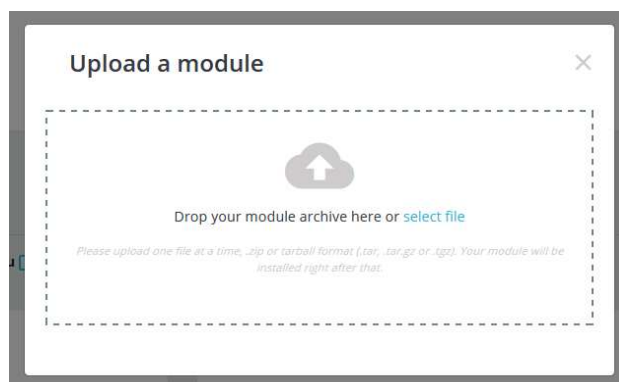 Upload a module
Drop your module archive here or select file
Please upload one file at a time, .zip or tarball format (.tar, .tar.gz or .tgz). Your module will be
installed right after that.